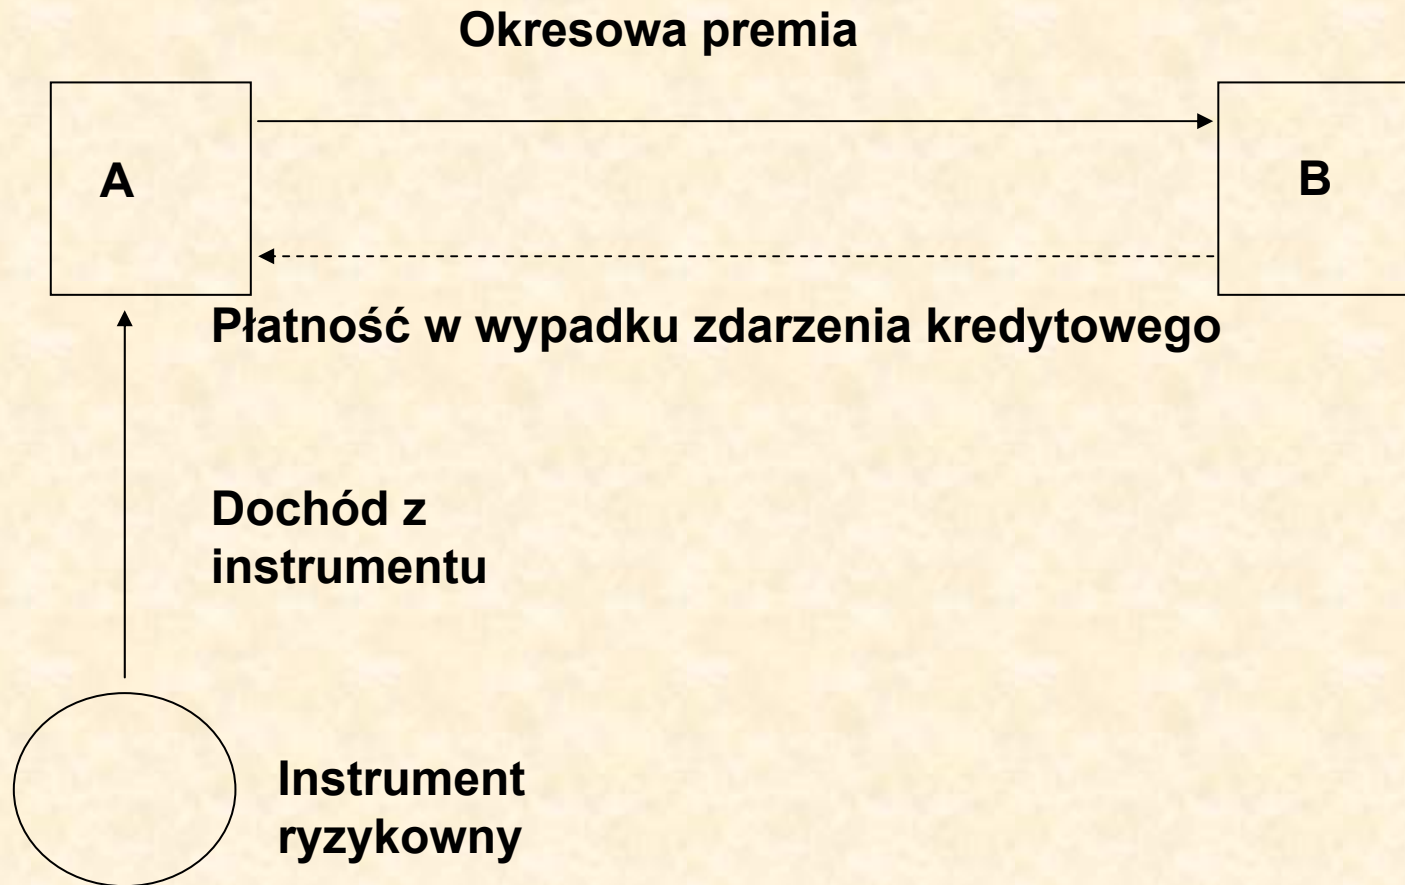 Okresowa premia
A
B
Płatność w wypadku zdarzenia kredytowego
Dochód z
instrumentu
Instrument
ryzykowny